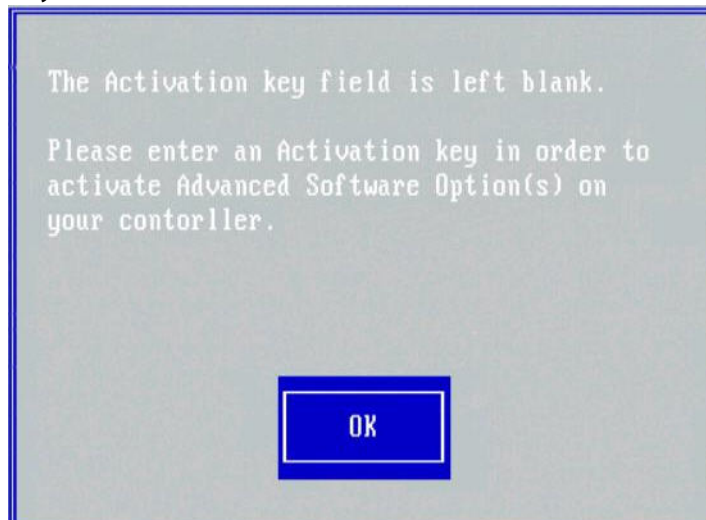 The Activation key field is left blank.
Please enter an Activation key in order to
activate Advanced Software Option(s) on
your contorller.
OK